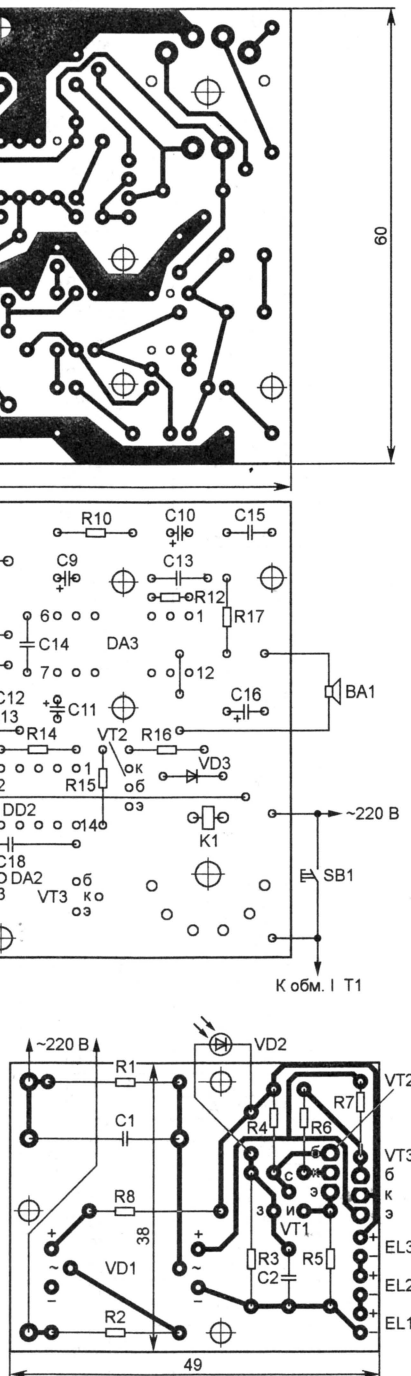 60
R10
C10
C15
C9
C13
R12
6
1
C14
DA3
R17
7
12
C12
13
C11
C16
BA1
R14
VT2
R16
1
к
R15
б
VD3
э
2
DD2
14
K1
~220 В
C18
DA2
3
VT3
б
к
э
SB1
К обм. I T1
~220 В
VD2
R1
VT2
C1
R4
R6
R7
VT3
б
к
э
R8
38
с
з
и
VT1
б
к
э
+
~
−
VD1
+
~
−
R3
C2
R5
+
EL3
−
+
EL2
−
+
EL1
−
R2
49